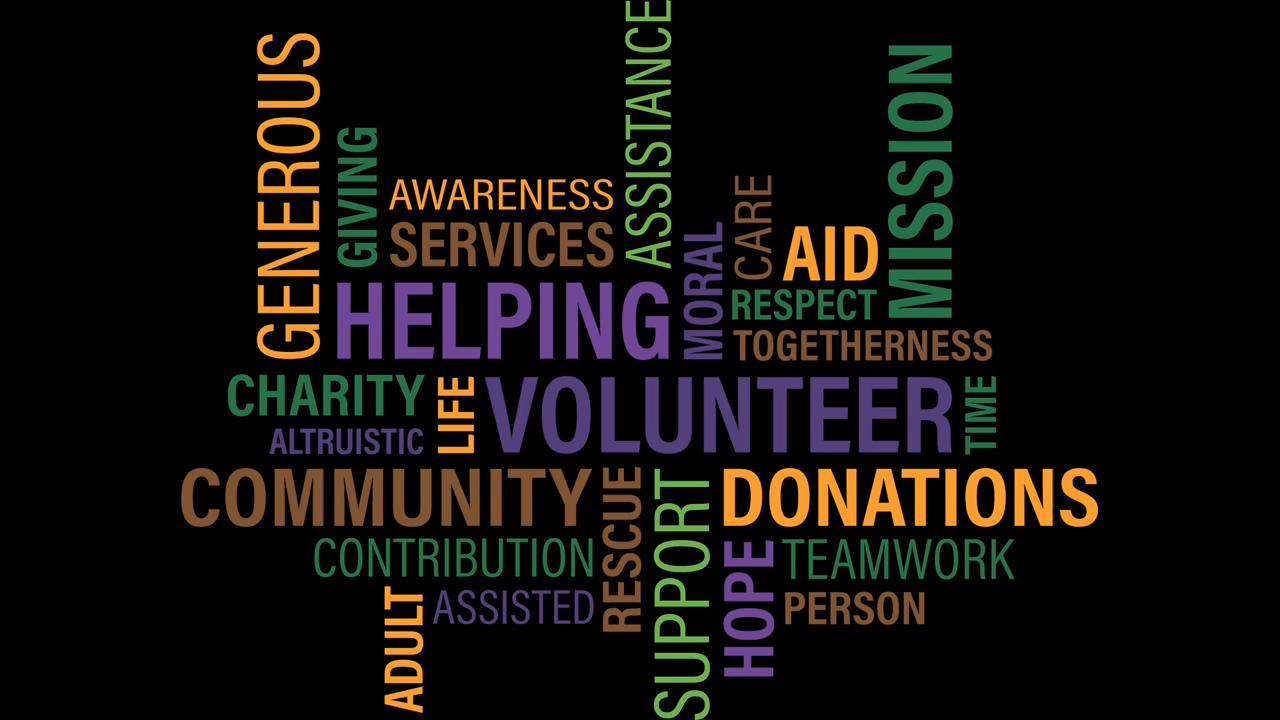 GENEROUS
GIVING
AWARENESS
SERVICES
ASSISTANCE
HELPING
MORAL
CARE
AID
MISSION
RESPECT
TOGETHERNESS
CHARITY
ALTRUISTIC
LIFE
VOLUNTEER
TIME
COMMUNITY
RESCUE
SUPPORT
DONATIONS
CONTRIBUTION
HOPE
TEAMWORK
ADULT
ASSISTED
PERSON